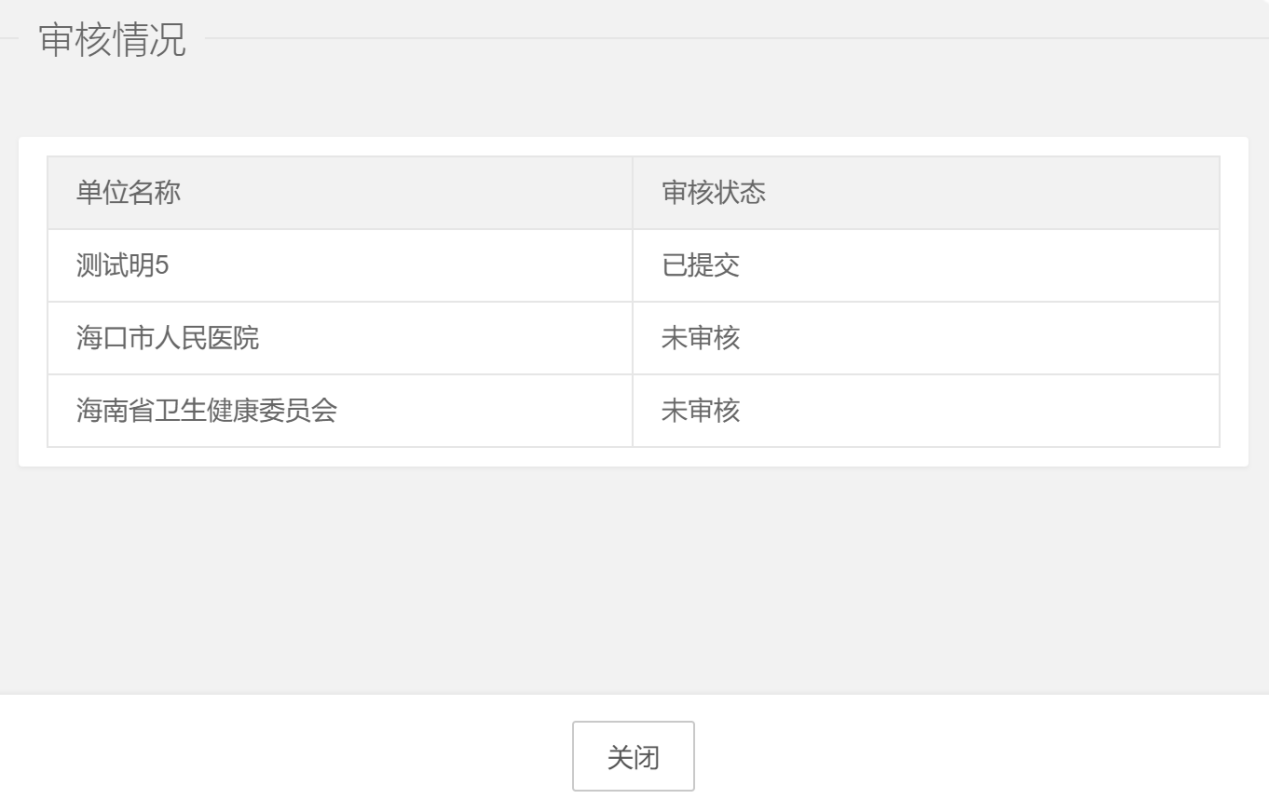 审核情况
单位名称 审核状态
测试明5 已提交
海口市人民医院 未审核
海南省卫生健康委员会 未审核
关闭